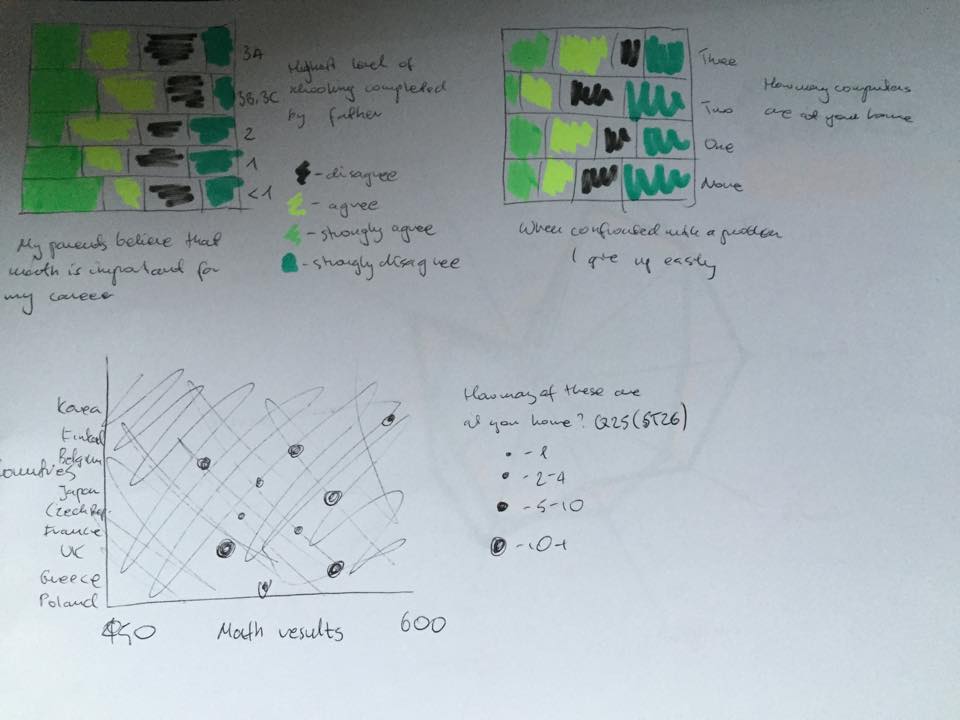 3A
3B, 3C
2
1
<1
Highest level of
schooling completed
by father
- disagree
- agree
- strongly agree
- strongly disagree
My parents believe that
math is important for
my career
Three
Two
One
None
How many computers
are at your home
When confronted with a problem
I give up easily
Korea
Belgium
Countries
Japan
Czech Rep.
France
UK
Greece
Poland
450
Math results
600
How many of these are
at your home? Q25 (ST26)
- 2-4
- 5-10
- 10+